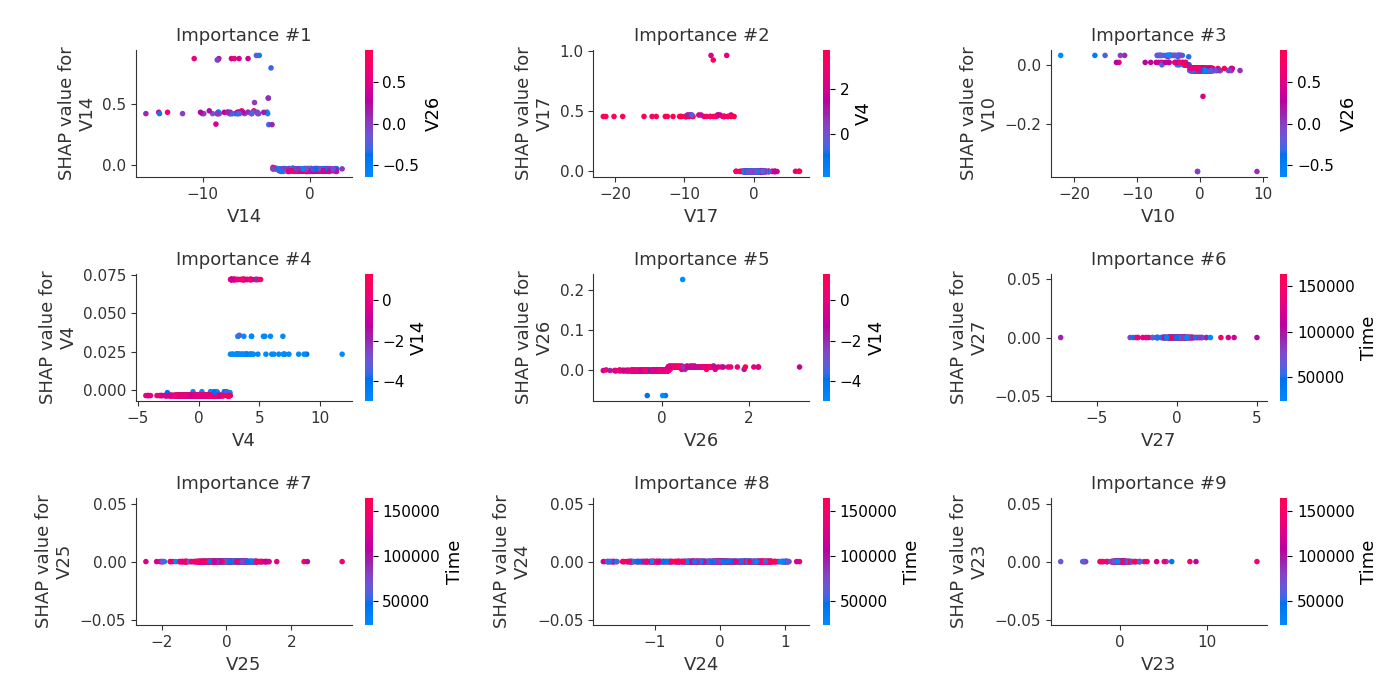 Importance #1
SHAP value for
V14
0.5
0.0
−10
0
V14
0.5
0.0
−0.5
V26
Importance #2
SHAP value for
V17
1.0
0.5
0.0
−20
−10
0
V17
2
0
V4
Importance #3
SHAP value for
V10
0.0
−0.2
−20
−10
0
10
V10
0.5
0.0
−0.5
V26
Importance #4
SHAP value for
V4
0.075
0.050
0.025
0.000
−5
0
5
10
V4
0
−2
−4
V14
Importance #5
SHAP value for
V26
0.2
0.1
0.0
0
2
V26
0
−2
−4
V14
Importance #6
SHAP value for
V27
0.05
0.00
−0.05
−5
0
5
V27
150000
100000
50000
Time
Importance #7
SHAP value for
V25
0.05
0.00
−0.05
−2
0
2
V25
150000
100000
50000
Time
Importance #8
SHAP value for
V24
0.05
0.00
−0.05
−1
0
1
V24
150000
100000
50000
Time
Importance #9
SHAP value for
V23
0.05
0.00
−0.05
0
10
V23
150000
100000
50000
Time